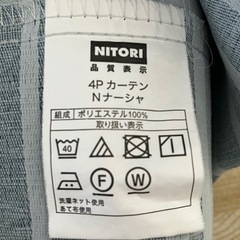 NITORI
品質表示
4P カーテン
N ナーシャ
組成 ポリエステル100%
取り扱い表示
40
F W
洗濯ネット使用
あて布使用